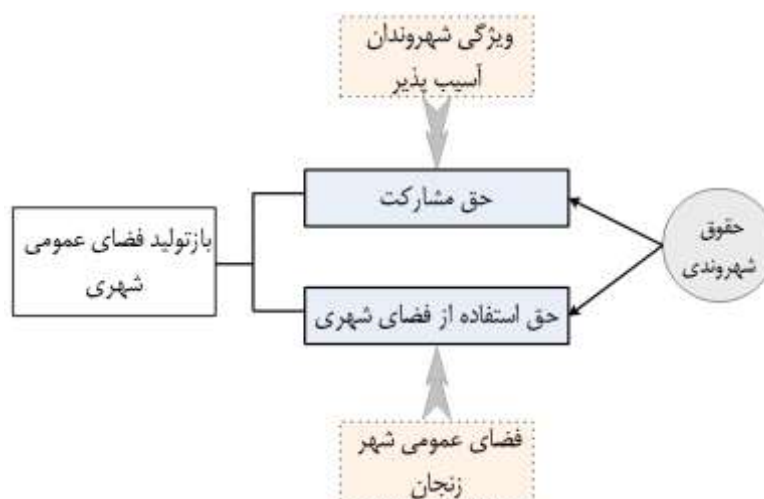 ویژگی شهروندان
آسیب پذیر
حق مشارکت
حقوق
شهروندی
بازتولید فضای عمومی
شهری
حق استفاده از فضای شهری
فضای عمومی شهر
زنجان